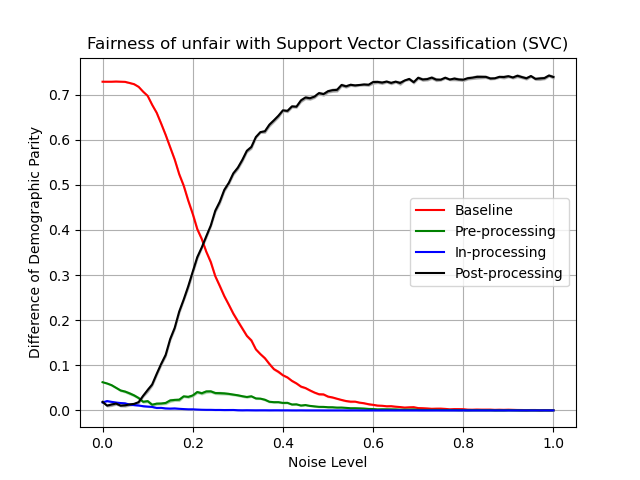 Fairness of unfair with Support Vector Classification (SVC)
Difference of Demographic Parity
0.7
0.6
0.5
0.4
0.3
0.2
0.1
0.0
Baseline
Pre-processing
In-processing
Post-processing
0.0 0.2 0.4 0.6 0.8 1.0
Noise Level